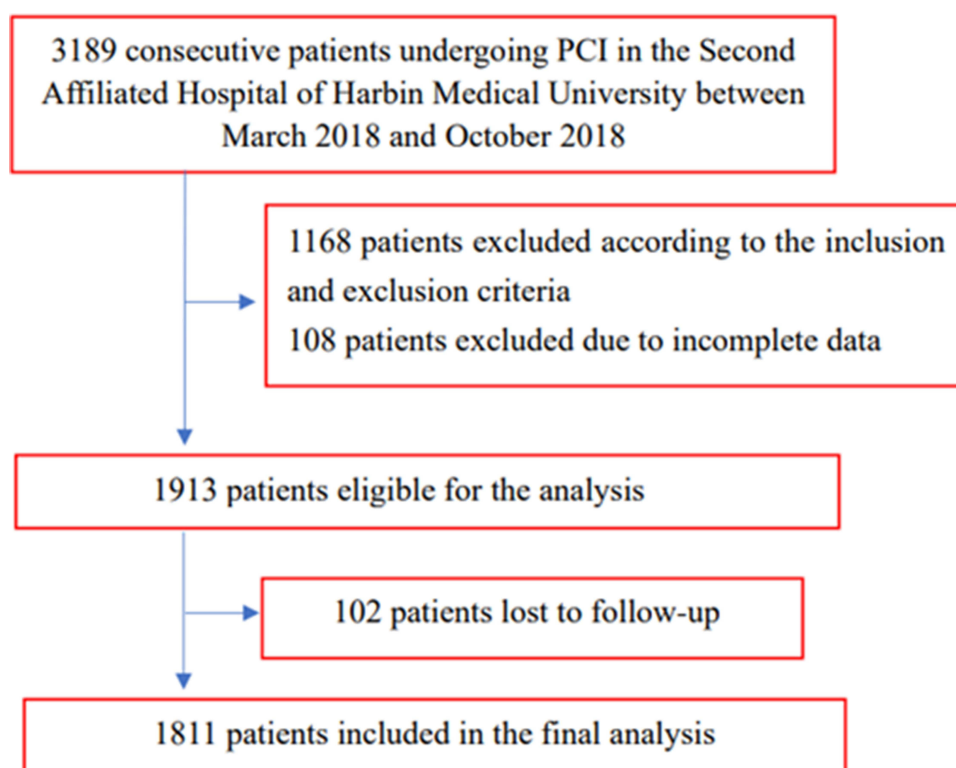 3189 consecutive patients undergoing PCI in the Second
Affiliated Hospital of Harbin Medical University between
March 2018 and October 2018
1168 patients excluded according to the inclusion
and exclusion criteria
108 patients excluded due to incomplete data
1913 patients eligible for the analysis
102 patients lost to follow-up
1811 patients included in the final analysis